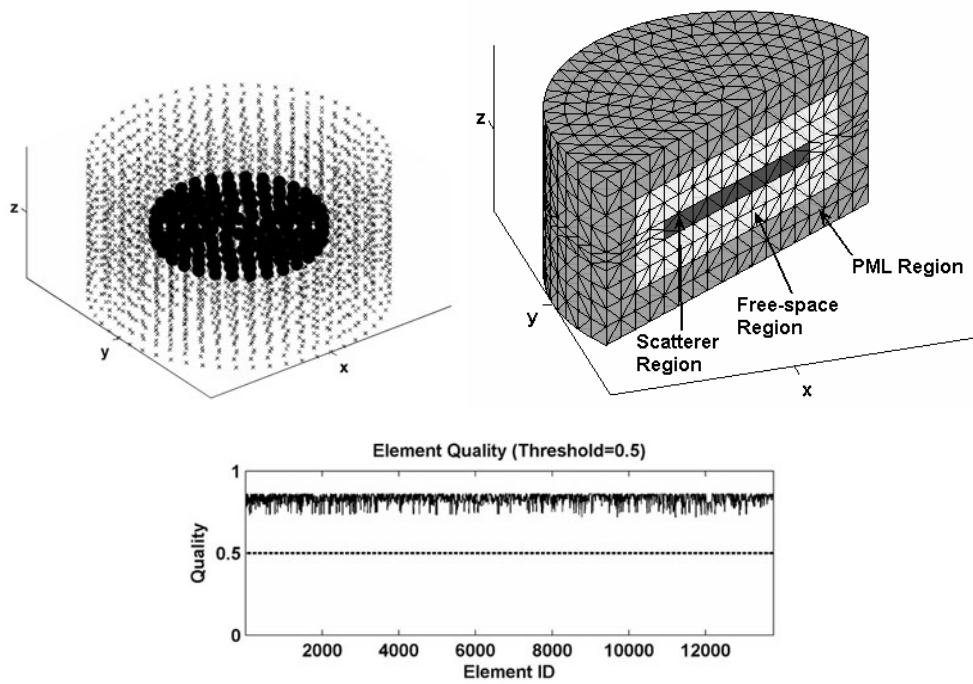 z
y
x
z
y
x
PML Region
Free-space
Region
Scatterer
Region
Element Quality (Threshold=0.5)
1
0.5
0
Quality
2000 4000 6000 8000 10000 12000
Element ID